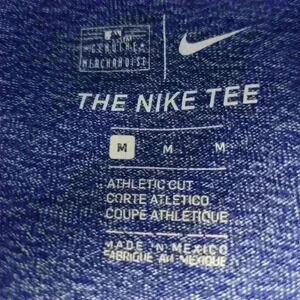 GENUINE
MERCHANDISE
THE NIKE TEE
M M M
ATHLETIC CUT
CORTE ATLÉTICO
COUPE ATHLÉTIQUE
MADE IN MEXICO
FABRIQUÉ AU MEXIQUE